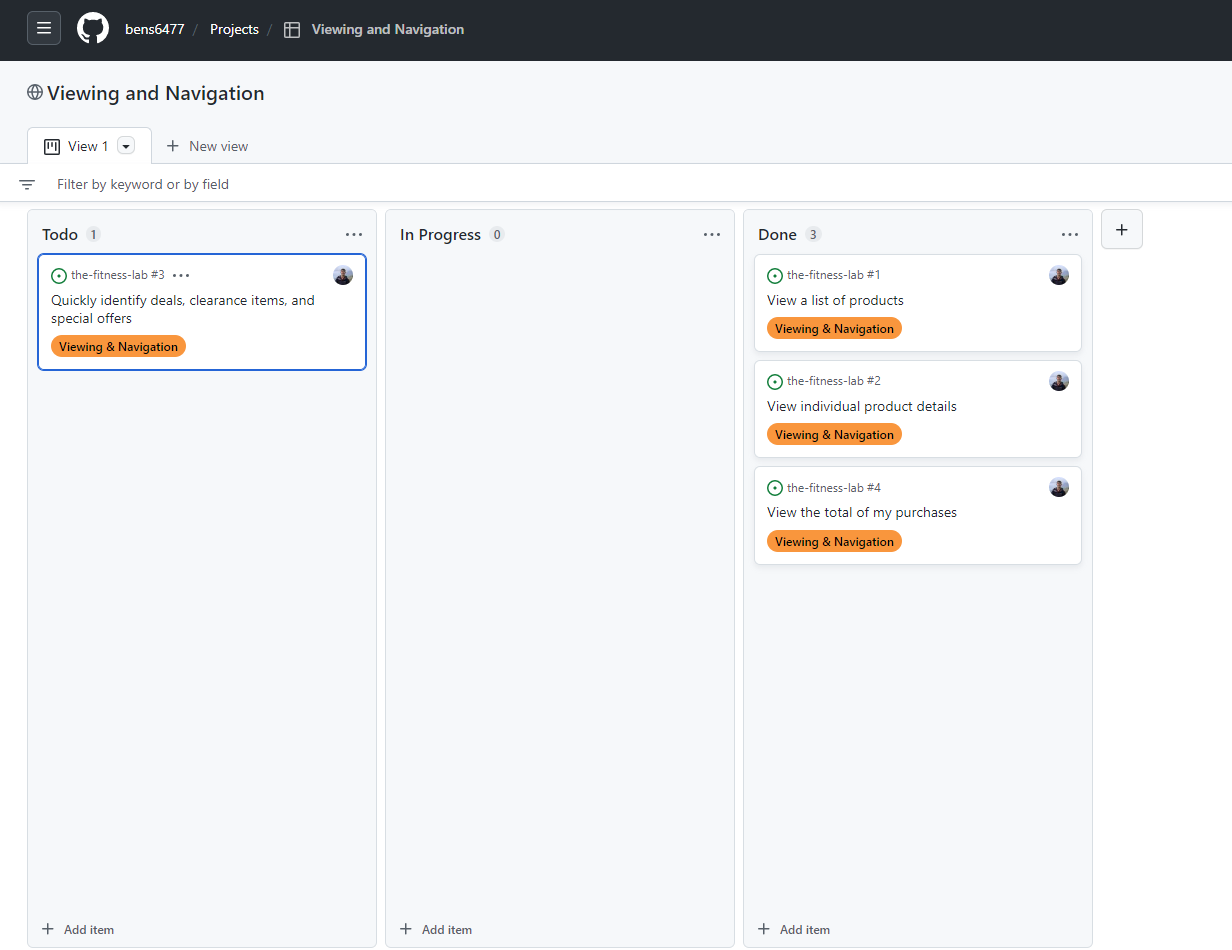 bens6477 / Projects / Viewing and Navigation
Viewing and Navigation
View 1
New view
Filter by keyword or by field
Todo 1
the-fitness-lab #3
Quickly identify deals, clearance items, and
special offers
Viewing & Navigation
Add item
In Progress 0
Add item
Done 3
the-fitness-lab #1
View a list of products
Viewing & Navigation
the-fitness-lab #2
View individual product details
Viewing & Navigation
the-fitness-lab #4
View the total of my purchases
Viewing & Navigation
Add item